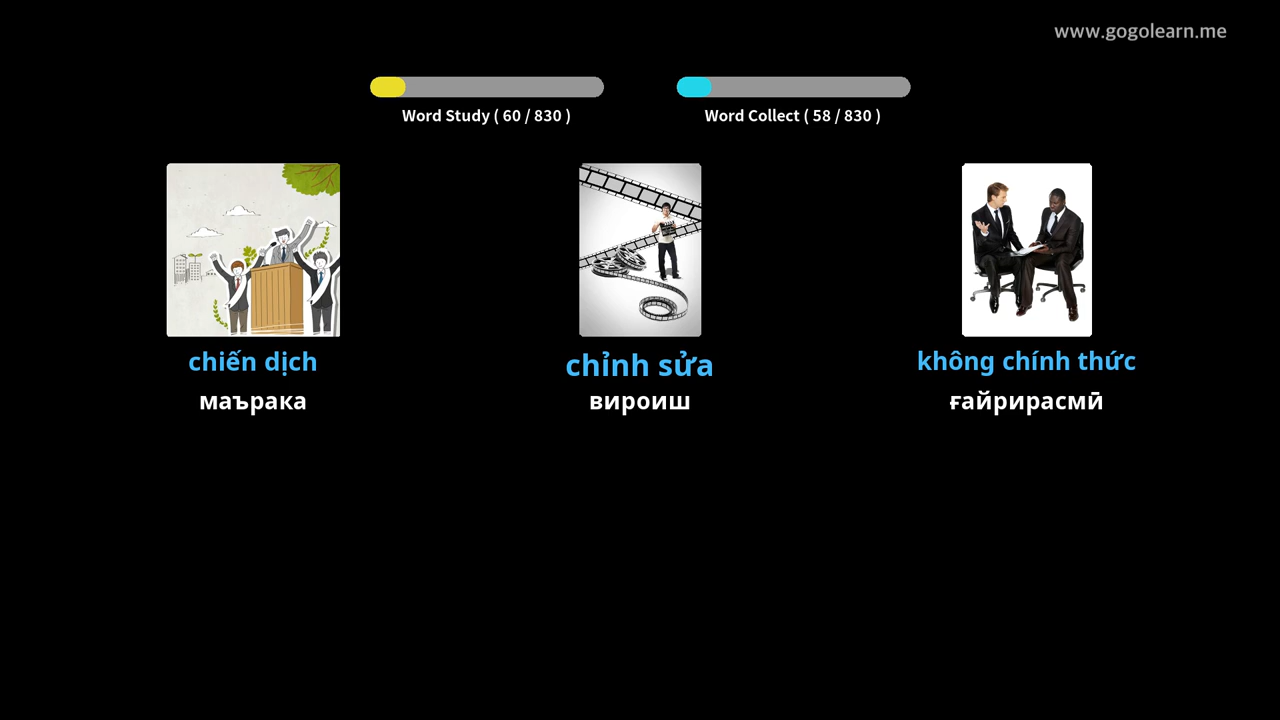 www.gogolearn.me
Word Study ( 60 / 830 )
Word Collect ( 58 / 830 )
chiến dịch
маърака
chỉnh sửa
вироиш
không chính thức
ғайрирасмӣ